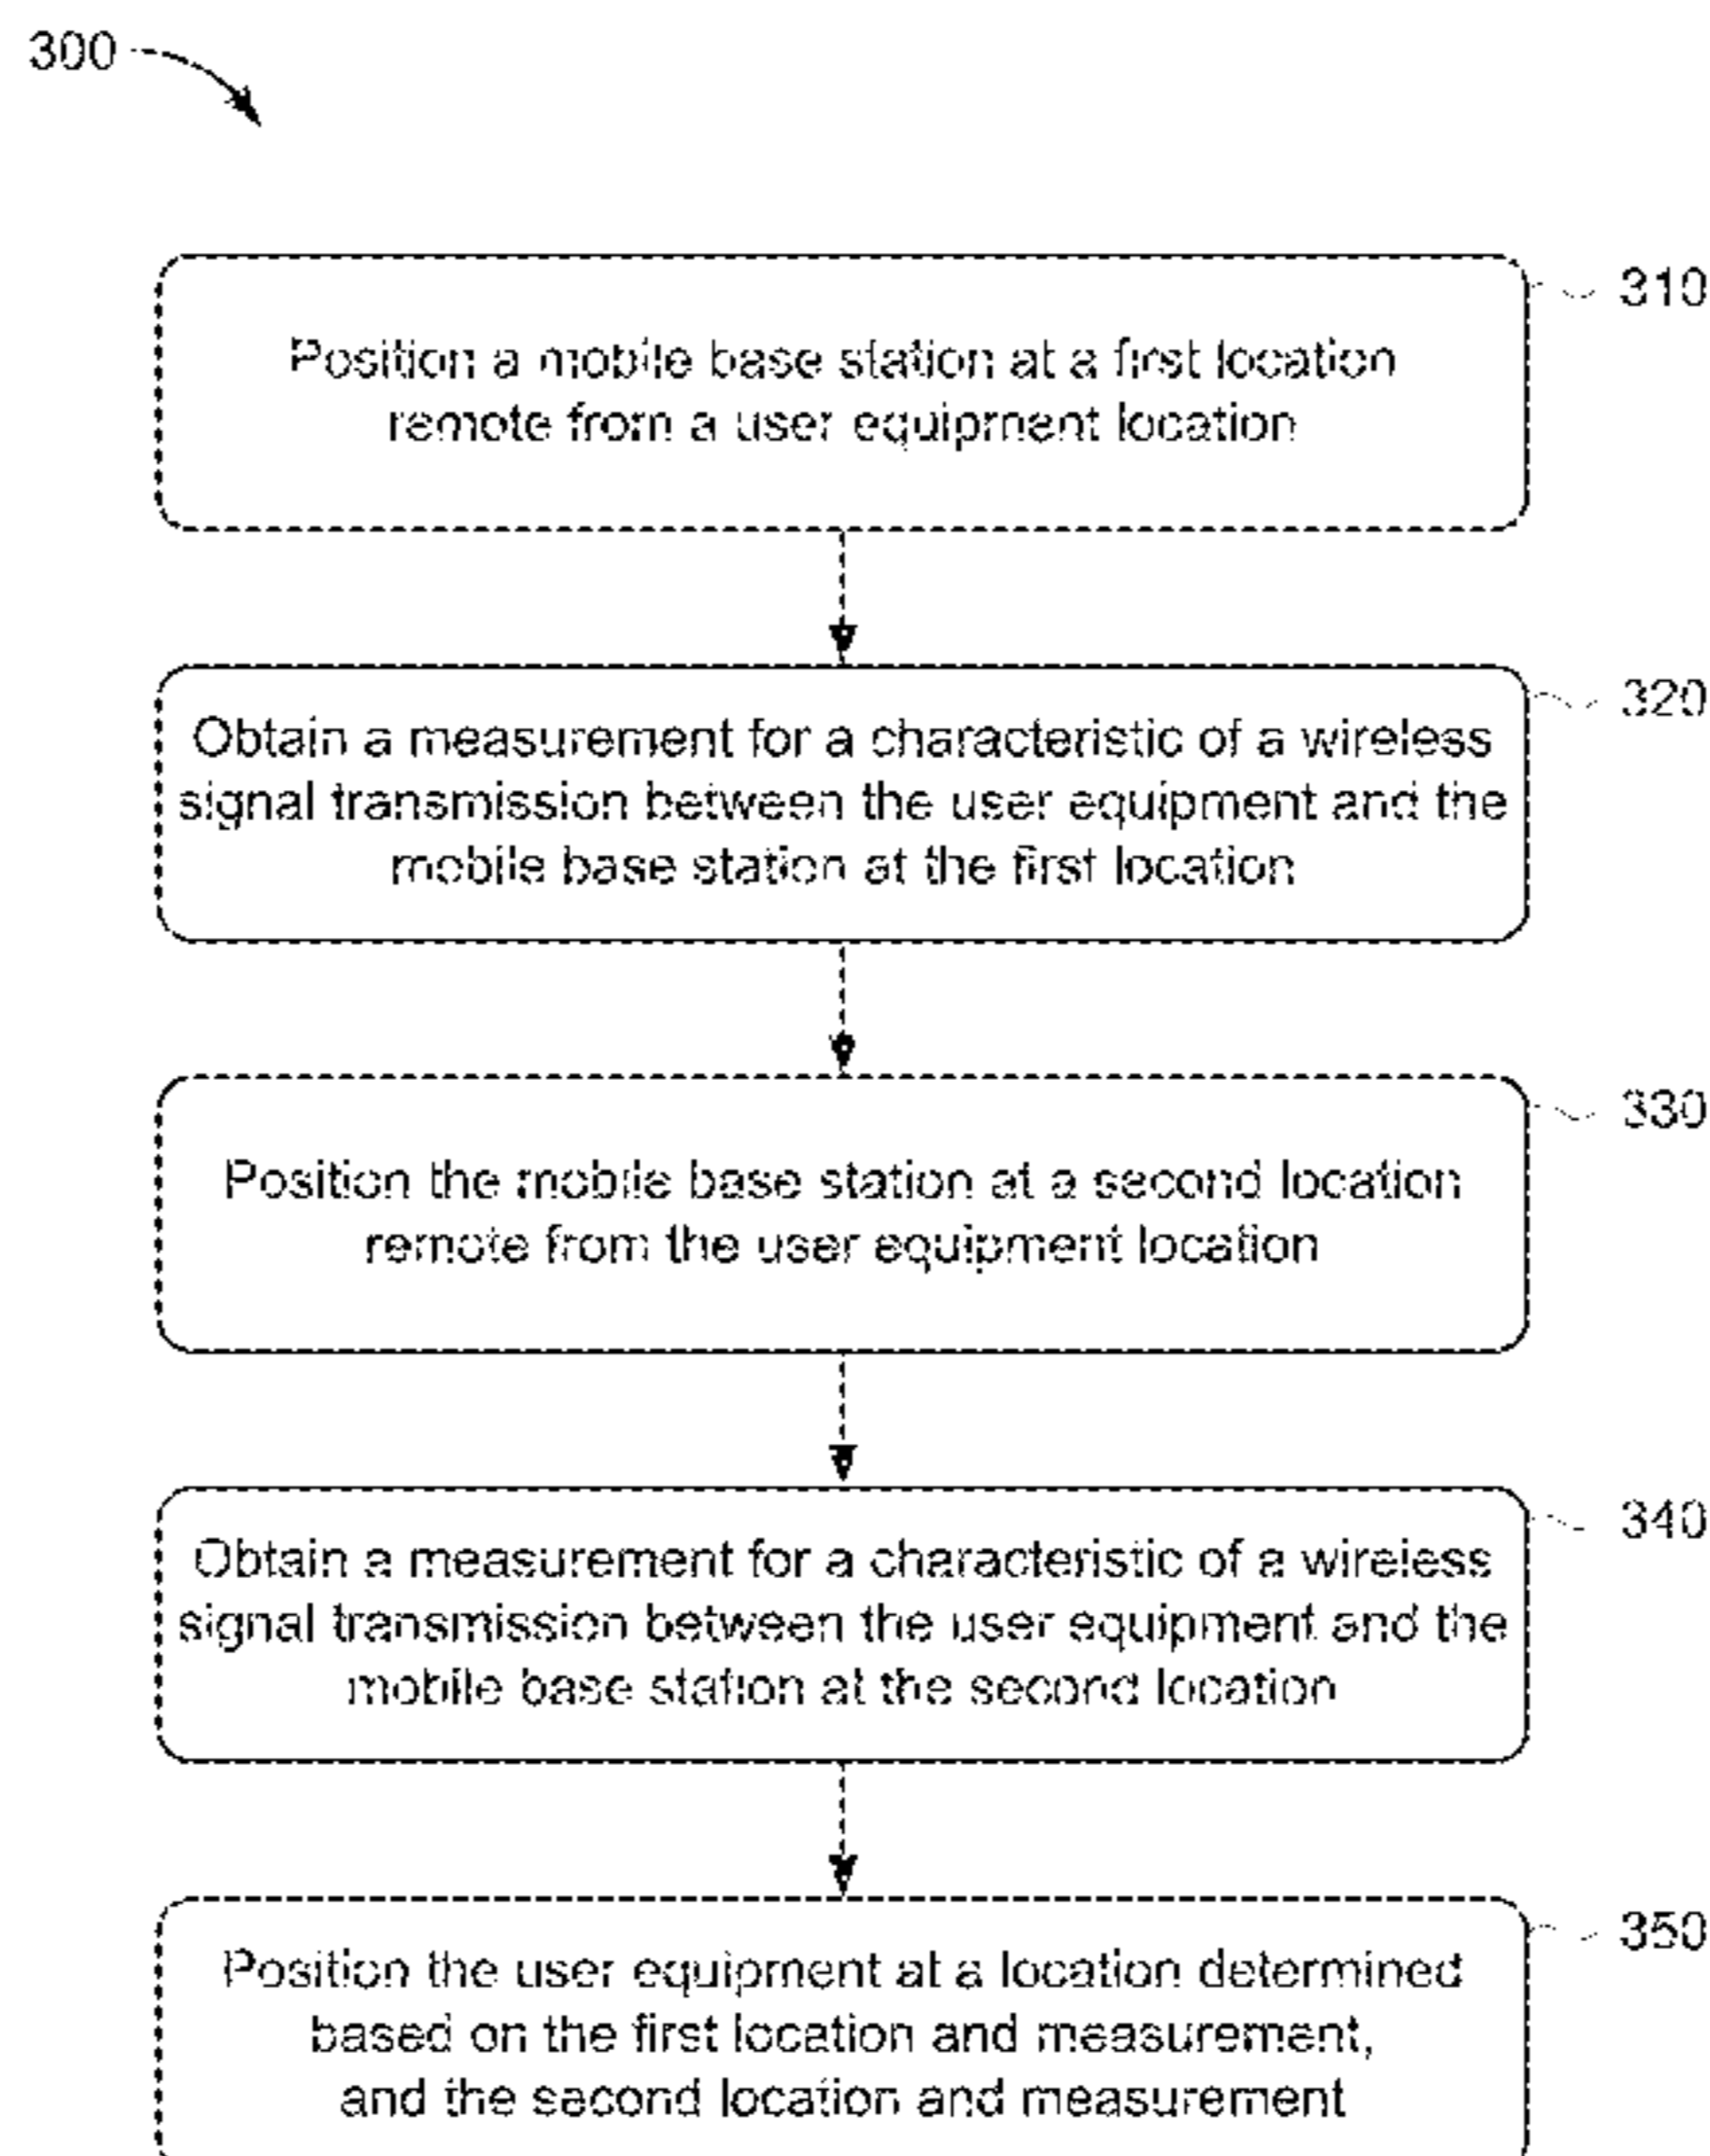 300
310
Position a mobile base station at a first location
remote from a user equipment location
320
Obtain a measurement for a characteristic of a wireless
signal transmission between the user equipment and the
mobile base station at the first location
330
Position the mobile base station at a second location
remote from the user equipment location
340
Obtain a measurement for a characteristic of a wireless
signal transmission between the user equipment and the
mobile base station at the second location
350
Position the user equipment at a location determined
based on the first location and measurement,
and the second location and measurement